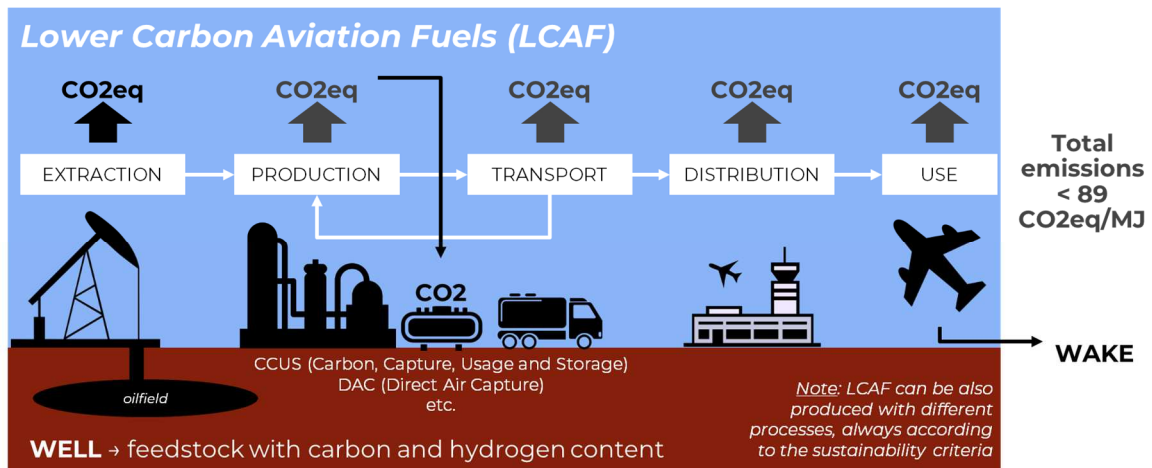 Lower Carbon Aviation Fuels (LCAF)
CO2eq
CO2eq
CO2eq
CO2eq
CO2eq
EXTRACTION
PRODUCTION
TRANSPORT
DISTRIBUTION
USE
Total
emissions
< 89
CO2eq/MJ
CO2
WAKE
CCUS (Carbon, Capture, Usage and Storage)
DAC (Direct Air Capture)
etc.
oilfield
Note: LCAF can be also
produced with different
processes, always according
to the sustainability criteria
WELL → feedstock with carbon and hydrogen content